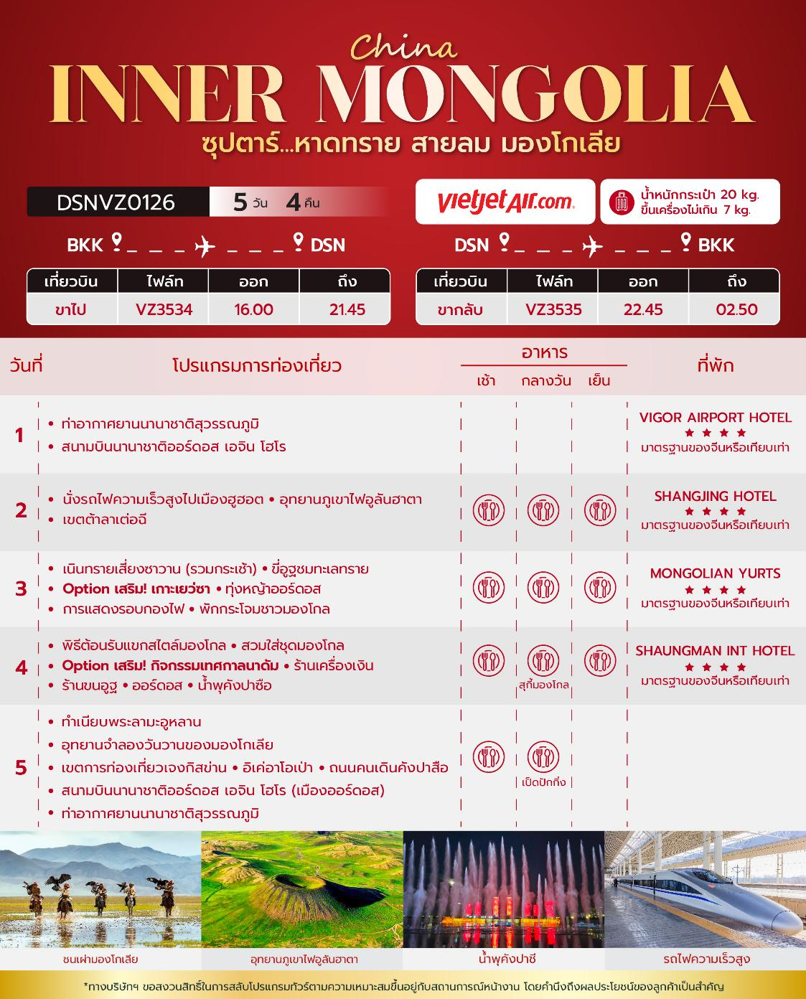 China
INNER MONGOLIA
ซุปตาร์...หาดทราย สายลม มองโกเลีย
DSNVZ0126
5 วัน 4 คืน
vietjetAir.com
น้ำหนักกระเป๋า 20 kg.
ขึ้นเครื่องไม่เกิน 7 kg.
BKK DSN
DSN BKK
เที่ยวบิน ไฟล์ท ออก ถึง
ขาไป VZ3534 16.00 21.45
เที่ยวบิน ไฟล์ท ออก ถึง
ขากลับ VZ3535 22.45 02.50
วันที่ โปรแกรมการท่องเที่ยว อาหาร ที่พัก
เช้า กลางวัน เย็น
1
• ท่าอากาศยานนานาชาติสุวรรณภูมิ
• สนามบินนานาชาติออร์ดอส เอจิน โฮโร
VIGOR AIRPORT HOTEL
มาตรฐานของจีนหรือเทียบเท่า
2
• นั่งรถไฟความเร็วสูงไปเมืองฮูฮอต • อุทยานภูเขาไฟอูลันฮาตา
• เขตต้าลาเต่อฉี
SHANGJING HOTEL
มาตรฐานของจีนหรือเทียบเท่า
3
• เนินทรายเสี่ยงซาวาน (รวมกระเช้า) • ขี่อูฐชมทะเลทราย
• Option เสริม! เกาะเยว่ซา • ทุ่งหญ้าออร์ดอส
• การแสดงรอบกองไฟ • พักกระโจมชาวมองโกล
MONGOLIAN YURTS
มาตรฐานของจีนหรือเทียบเท่า
4
• พิธีต้อนรับแขกสไตล์มองโกล • สวมใส่ชุดมองโกล
• Option เสริม! กิจกรรมเทศกาลนาดัม • ร้านเครื่องเงิน
• ร้านขนอูฐ • ออร์ดอส • น้ำพุคังปาซือ
สุกี้มองโกล
SHAUNGMAN INT HOTEL
มาตรฐานของจีนหรือเทียบเท่า
5
• ทำเนียบพระลามะอูหลาน
• อุทยานจำลองวันวานของมองโกเลีย
• เขตการท่องเที่ยวเจงกิสข่าน • อิเค่อาโอเป่า • ถนนคนเดินคังปาสือ
• สนามบินนานาชาติออร์ดอส เอจิน โฮโร (เมืองออร์ดอส)
• ท่าอากาศยานนานาชาติสุวรรณภูมิ
เป็ดปักกิ่ง
ชนเผ่ามองโกเลีย
อุทยานภูเขาไฟอูลันฮาตา
น้ำพุคังปาชี
รถไฟความเร็วสูง
*ทางบริษัทฯ ขอสงวนสิทธิ์ในการสลับโปรแกรมทัวร์ตามความเหมาะสมขึ้นอยู่กับสถานการณ์หน้างาน โดยคำนึงถึงผลประโยชน์ของลูกค้าเป็นสำคัญ